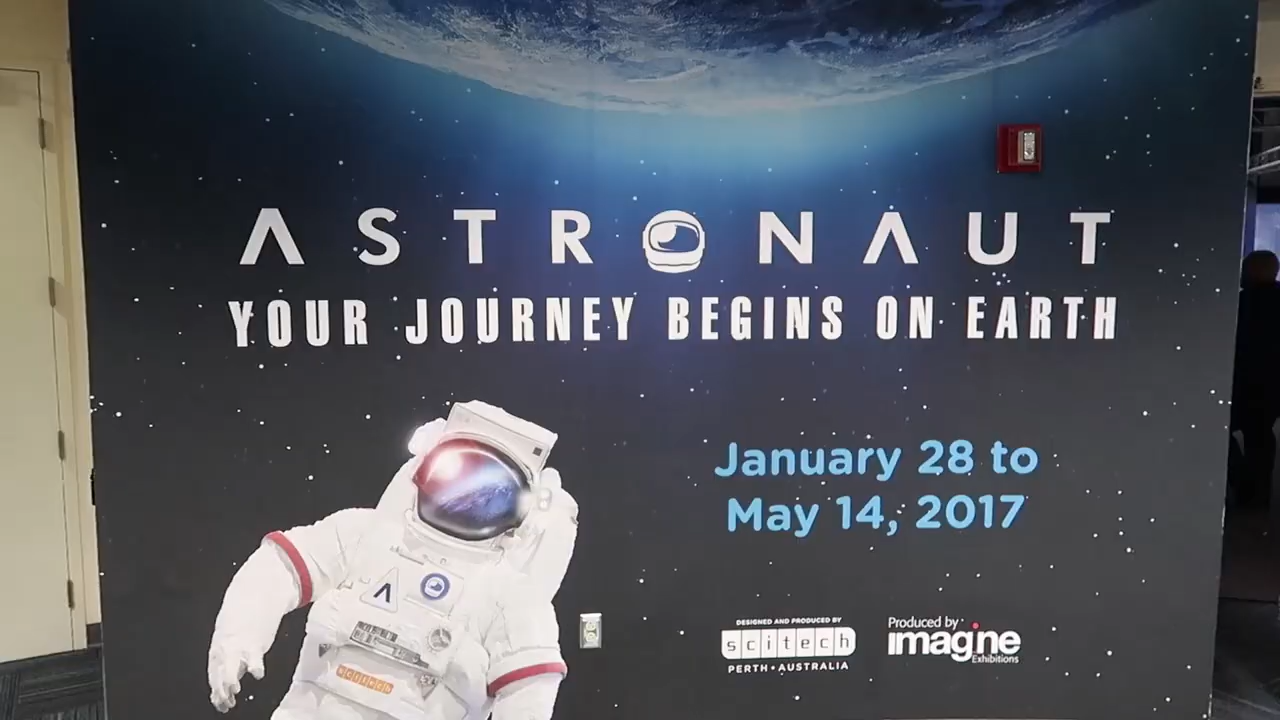 ASTRONAUT
YOUR JOURNEY BEGINS ON EARTH
January 28 to
May 14, 2017
DESIGNED AND PRODUCED BY
scitech
PERTH • AUSTRALIA
Produced by
imagine
Exhibitions